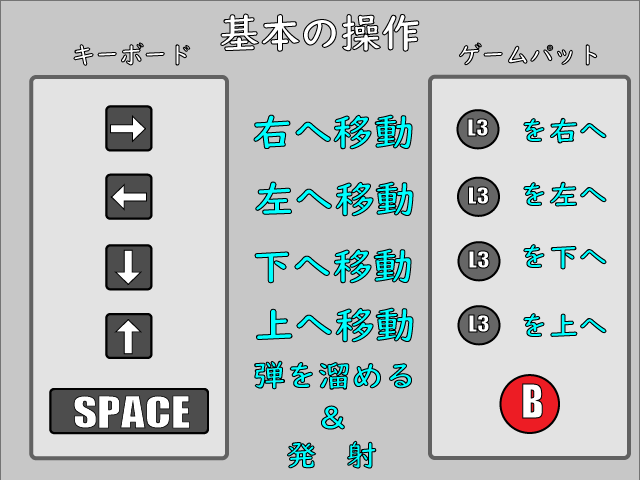 基本の操作
キーボード
ゲームパット
→ 右へ移動 L3 を右へ
← 左へ移動 L3 を左へ
↓ 下へ移動 L3 を下へ
↑ 上へ移動 L3 を上へ
弾を溜める
SPACE & B
発 射